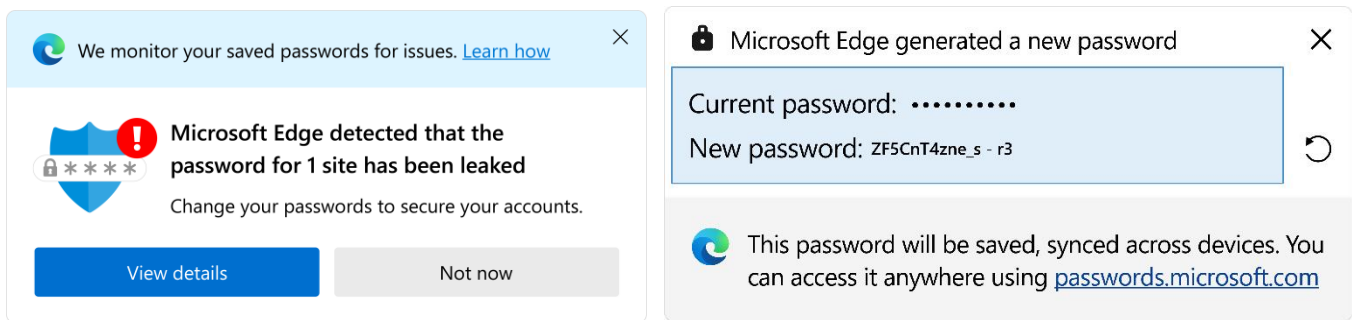 We monitor your saved passwords for issues. Learn how
Microsoft Edge detected that the
password for 1 site has been leaked
Change your passwords to secure your accounts.
View details
Not now
Microsoft Edge generated a new password
Current password: ••••••••••
New password: ZF5CnT4zne_s - r3
This password will be saved, synced across devices. You
can access it anywhere using passwords.microsoft.com